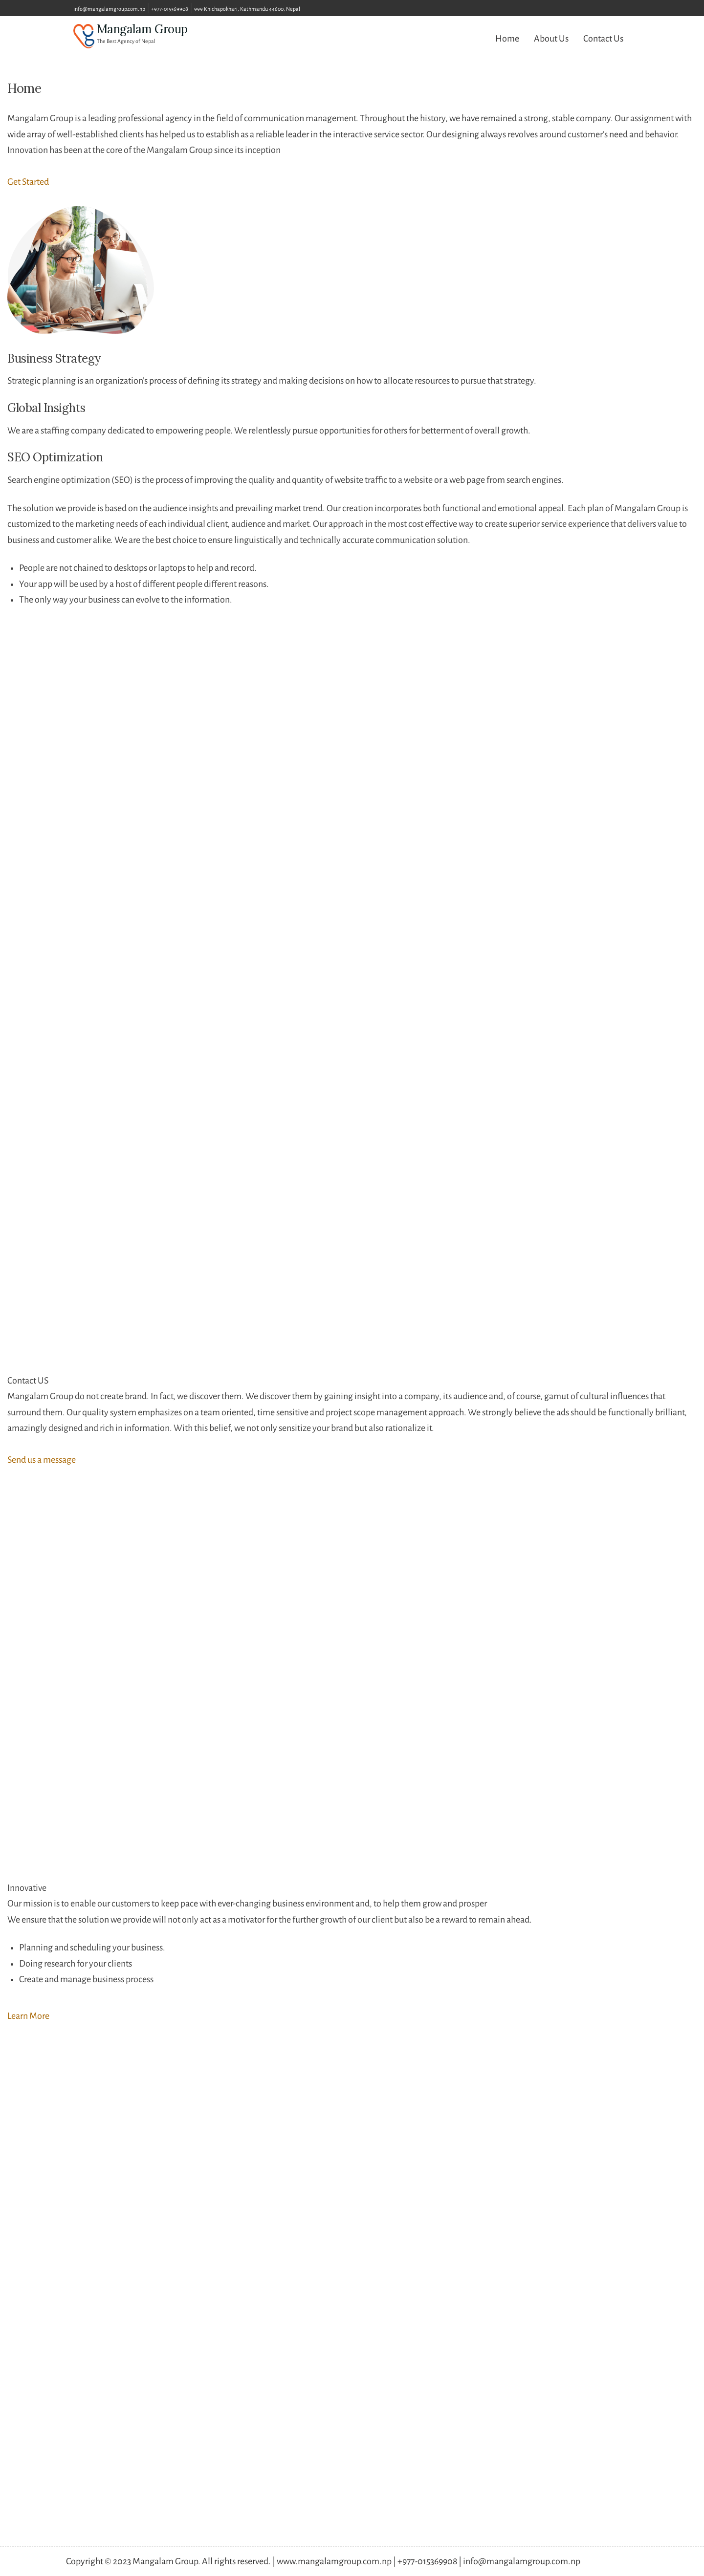 info@mangalamgroup.com.np +977-015369908 999 Khichapokhari, Kathmandu 44600, Nepal
Mangalam Group
The Best Agency of Nepal
Home About Us Contact Us
Home
Mangalam Group is a leading professional agency in the field of communication management. Throughout the history, we have remained a strong, stable company. Our assignment with
wide array of well-established clients has helped us to establish as a reliable leader in the interactive service sector. Our designing always revolves around customer's need and behavior.
Innovation has been at the core of the Mangalam Group since its inception
Get Started
Business Strategy
Strategic planning is an organization's process of defining its strategy and making decisions on how to allocate resources to pursue that strategy.
Global Insights
We are a staffing company dedicated to empowering people. We relentlessly pursue opportunities for others for betterment of overall growth.
SEO Optimization
Search engine optimization (SEO) is the process of improving the quality and quantity of website traffic to a website or a web page from search engines.
The solution we provide is based on the audience insights and prevailing market trend. Our creation incorporates both functional and emotional appeal. Each plan of Mangalam Group is
customized to the marketing needs of each individual client, audience and market. Our approach in the most cost effective way to create superior service experience that delivers value to
business and customer alike. We are the best choice to ensure linguistically and technically accurate communication solution.
• People are not chained to desktops or laptops to help and record.
• Your app will be used by a host of different people different reasons.
• The only way your business can evolve to the information.
Contact US
Mangalam Group do not create brand. In fact, we discover them. We discover them by gaining insight into a company, its audience and, of course, gamut of cultural influences that
surround them. Our quality system emphasizes on a team oriented, time sensitive and project scope management approach. We strongly believe the ads should be functionally brilliant,
amazingly designed and rich in information. With this belief, we not only sensitize your brand but also rationalize it.
Send us a message
Innovative
Our mission is to enable our customers to keep pace with ever-changing business environment and, to help them grow and prosper
We ensure that the solution we provide will not only act as a motivator for the further growth of our client but also be a reward to remain ahead.
• Planning and scheduling your business.
• Doing research for your clients
• Create and manage business process
Learn More
Copyright © 2023 Mangalam Group. All rights reserved. | www.mangalamgroup.com.np | +977-015369908 | info@mangalamgroup.com.np